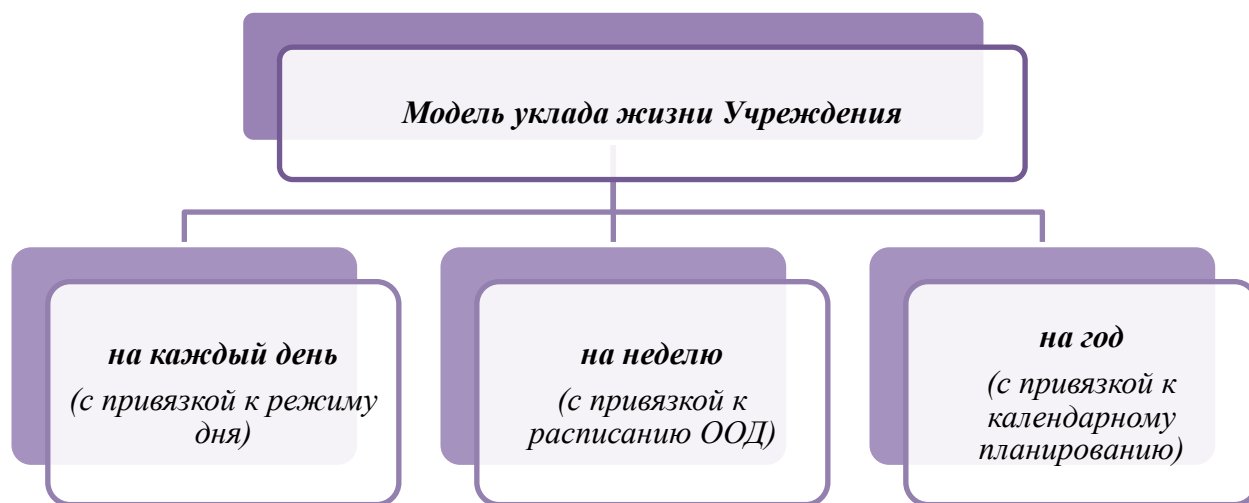 Модель уклада жизни Учреждения
на каждый день
(с привязкой к режиму
дня)
на неделю
(с привязкой к
расписанию ООД)
на год
(с привязкой к
календарному
планированию)